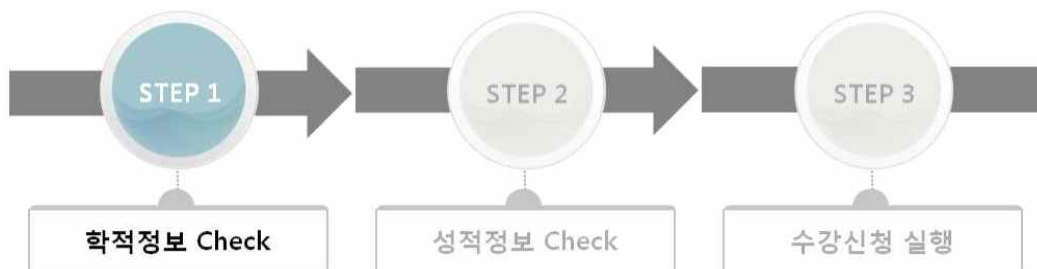 STEP 1
STEP 2
STEP 3
학적정보 Check
성적정보 Check
수강신청 실행